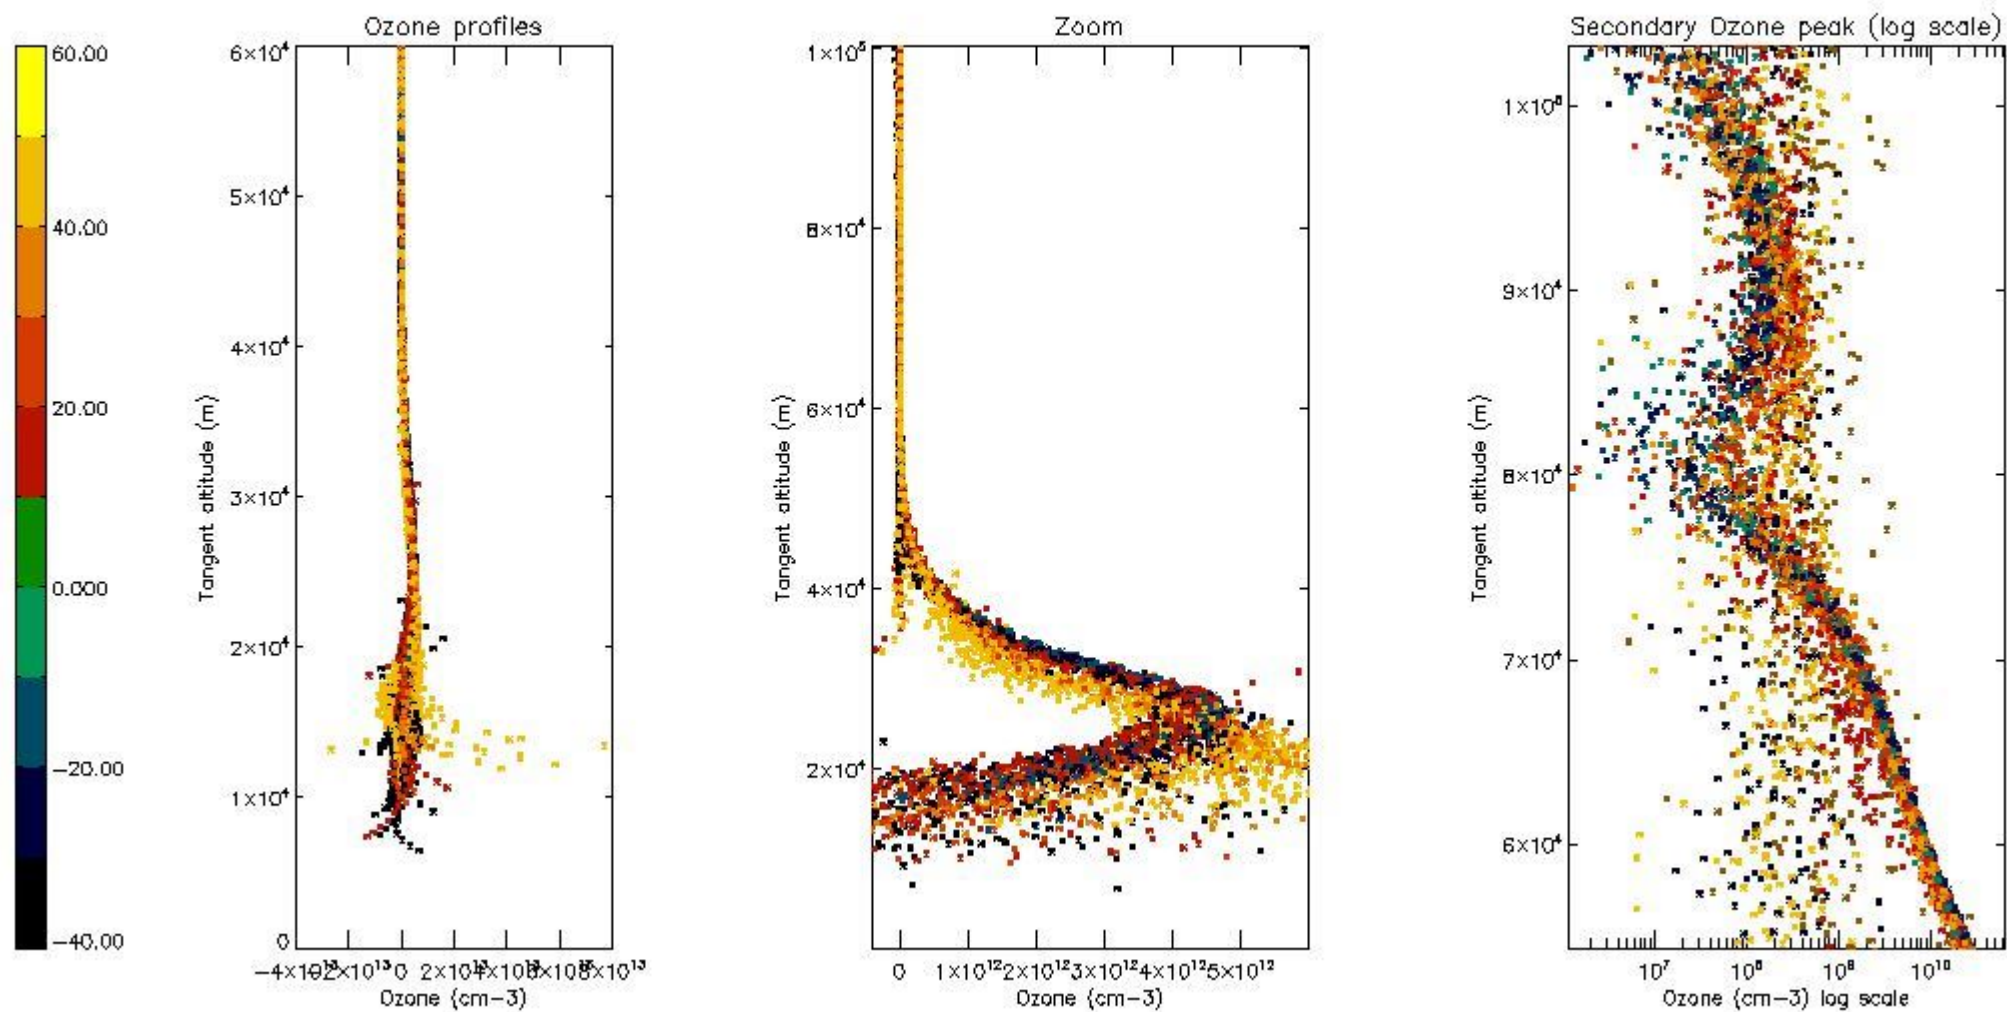 Ozone profiles
Zoom
Secondary Ozone peak (log scale)
60.00
40.00
20.00
0.000
−20.00
−40.00
6×10⁴
5×10⁴
4×10⁴
3×10⁴
2×10⁴
1×10⁴
0
Tangent altitude (m)
0
Ozone (cm−3)
1×10⁵
8×10⁴
6×10⁴
4×10⁴
2×10⁴
Tangent altitude (m)
0 1×10¹² 2×10¹² 3×10¹² 4×10¹² 5×10¹²
Ozone (cm−3)
9×10⁴
8×10⁴
7×10⁴
6×10⁴
Tangent altitude (m)
10⁷ 10⁸ 10⁹ 10¹⁰
Ozone (cm−3) log scale